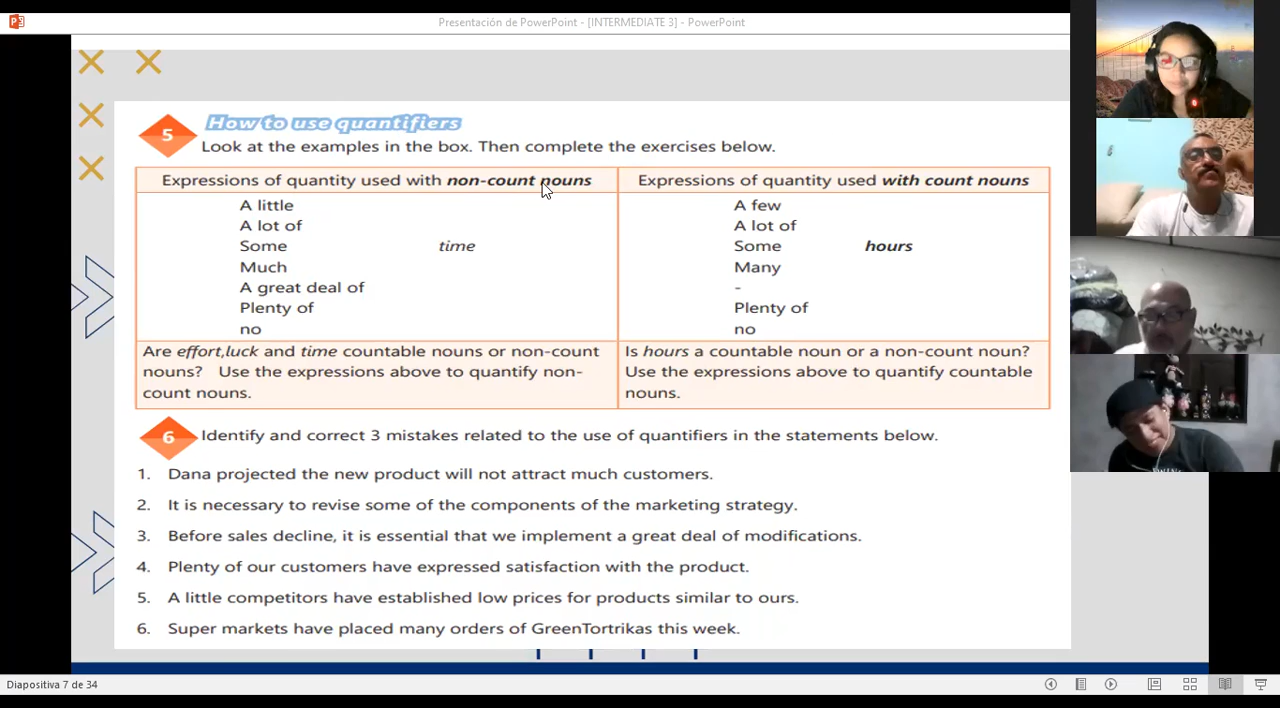 Presentación de PowerPoint - [INTERMEDIATE 3] - PowerPoint
5
How to use quantifiers
Look at the examples in the box. Then complete the exercises below.
Expressions of quantity used with non-count nouns
A little
A lot of
Some time
Much
A great deal of
Plenty of
no
Are effort,luck and time countable nouns or non-count
nouns? Use the expressions above to quantify non-
count nouns.
Expressions of quantity used with count nouns
A few
A lot of
Some hours
Many
-
Plenty of
no
Is hours a countable noun or a non-count noun?
Use the expressions above to quantify countable
nouns.
6
Identify and correct 3 mistakes related to the use of quantifiers in the statements below.
1. Dana projected the new product will not attract much customers.
2. It is necessary to revise some of the components of the marketing strategy.
3. Before sales decline, it is essential that we implement a great deal of modifications.
4. Plenty of our customers have expressed satisfaction with the product.
5. A little competitors have established low prices for products similar to ours.
6. Super markets have placed many orders of GreenTortrikas this week.
Diapositiva 7 de 34